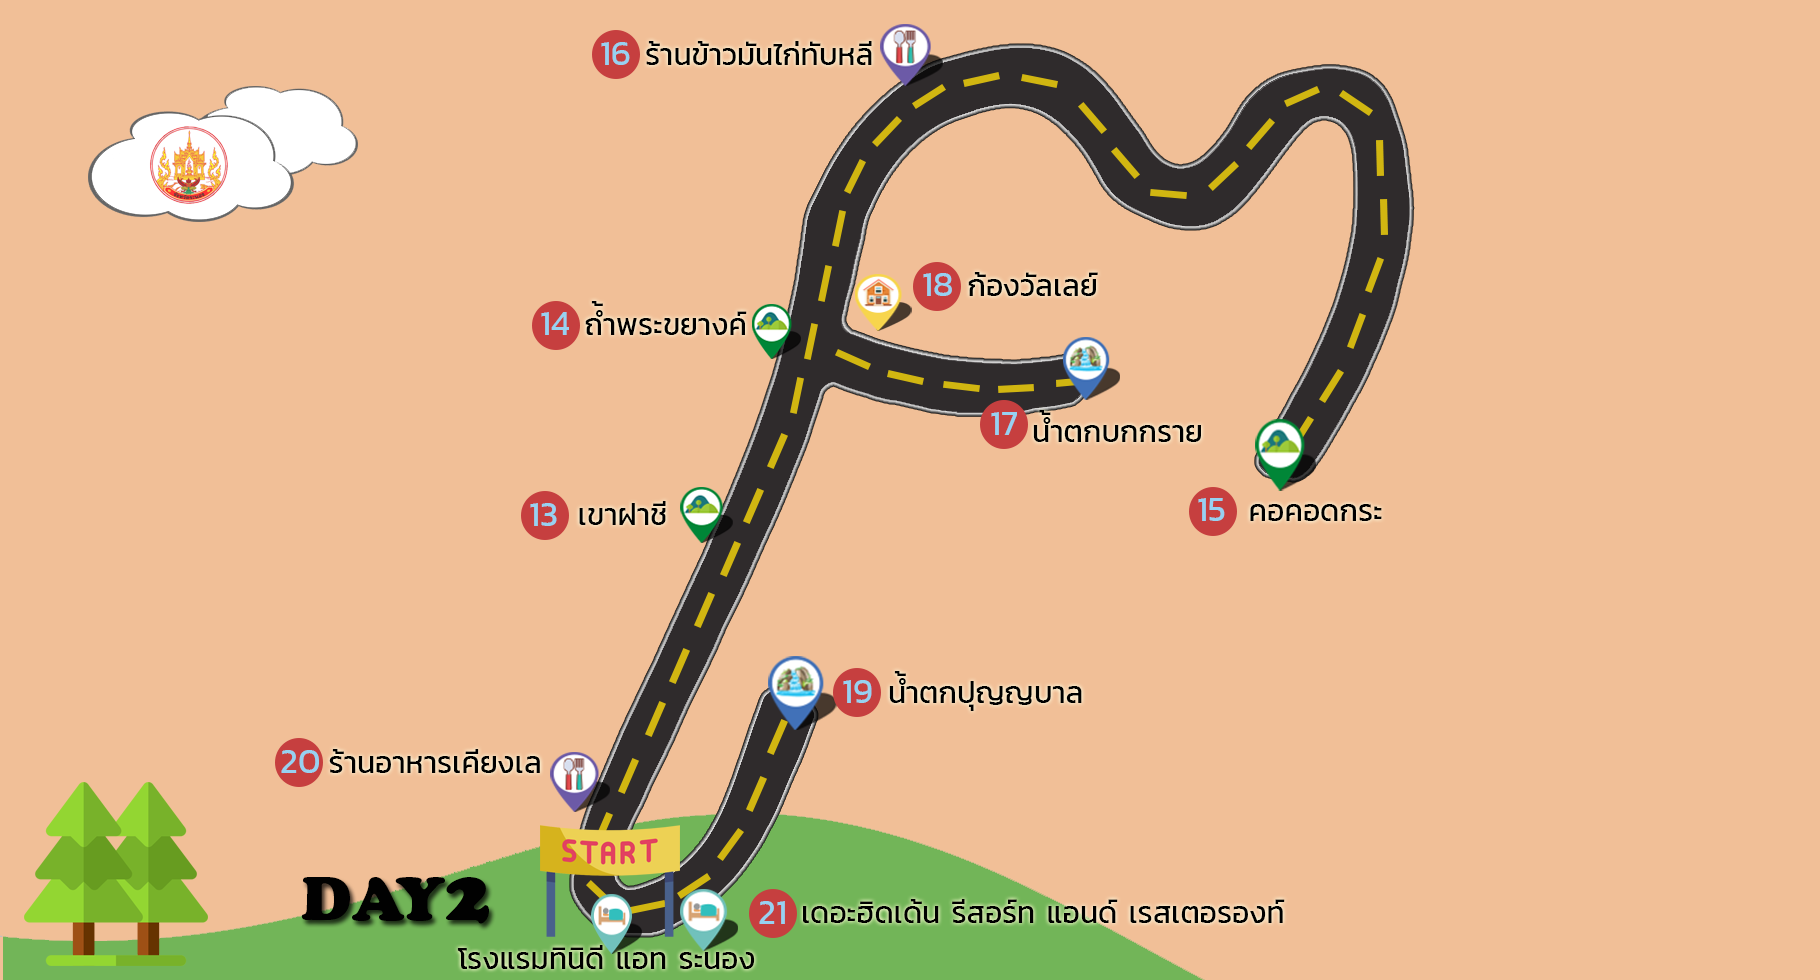 16 ร้านข้าวมันไก่ทับหลี
18 ก้องวัลเลย์
14 ถ้ำพระขยางค์
17 น้ำตกบกกราย
13 เขาฝาชี
15 คอคอดกระ
19 น้ำตกปุญญบาล
20 ร้านอาหารเคียงเล
START
DAY2
21 เดอะฮิดเด้น รีสอร์ท แอนด์ เรสเตอรองท์
โรงแรมทินิดี แอท ระนอง